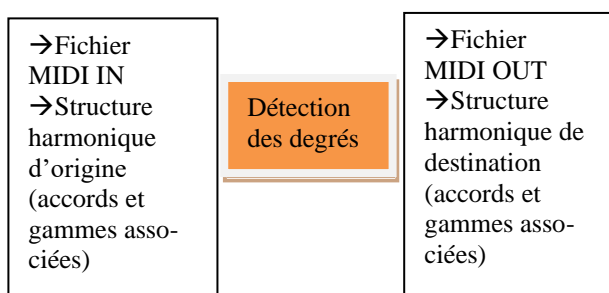 →Fichier
MIDI IN
→Structure
harmonique
d’origine
(accords et
gammes asso-
ciées)
Détection
des degrés
→Fichier
MIDI OUT
→Structure
harmonique de
destination
(accords et
gammes asso-
ciées)